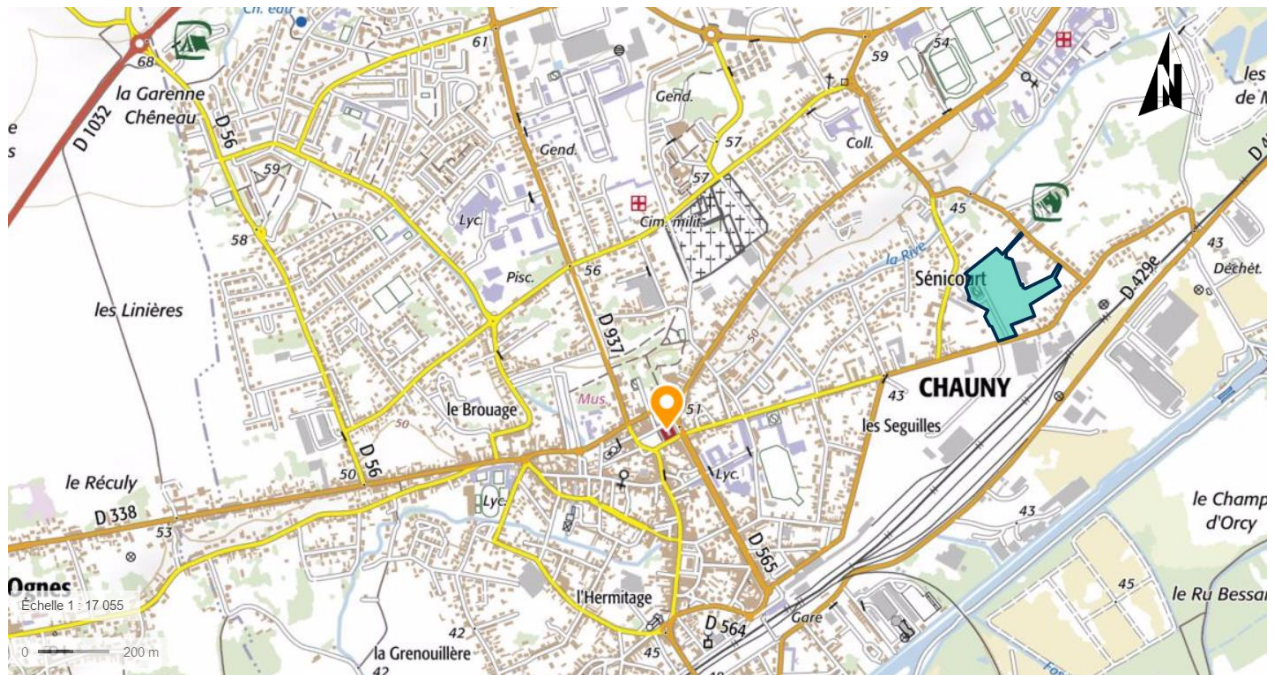 Ch. eau
61
68
la Garenne
Chêneau
D 1032
D 56
59
58
les Linières
Gend.
Gend.
54
59
57
57
Coll.
Cim. milit.
Lyc.
Pisc.
56
D 937
la Rive
45
Sénicourt
43
Déchèt.
D 429e
les
de M
N
e
s
le Brouage
50
Mus.
51
50
43
CHAUNY
les Seguilles
50
D 56
le Réculy
D 338
53
Lyc.
Lyc.
le Champ
d'Orcy
43
D 565
Ognes
l'Hermitage
45
le Ru Bessa
Échelle 1 : 17 055
0 200 m
42
la Grenouillère
42
45
D 564
Gare